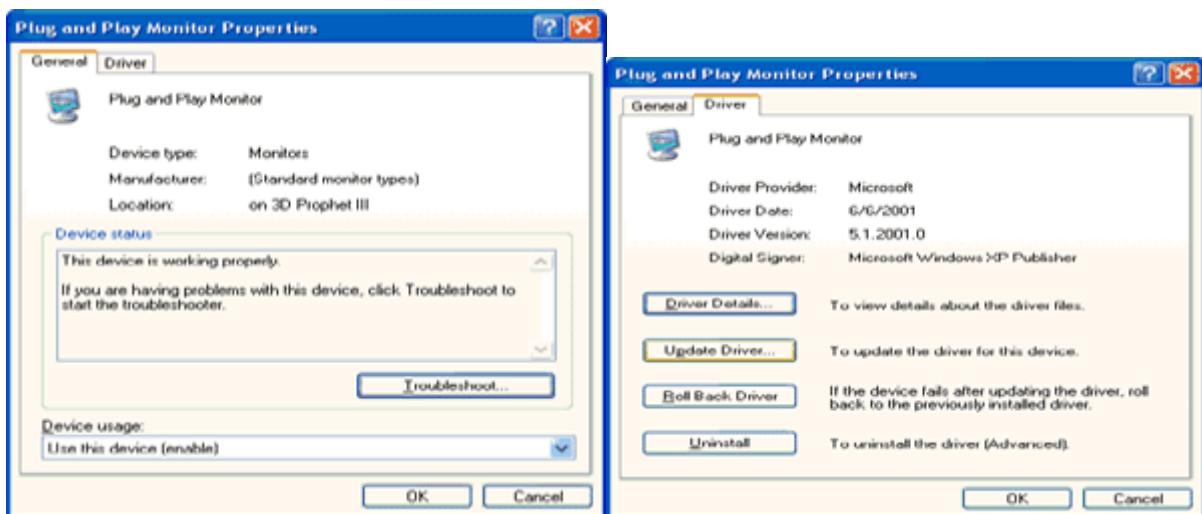 Plug and Play Monitor Properties
General Driver
Plug and Play Monitor
Device type: Monitors
Manufacturer: (Standard monitor types)
Location: on 3D Prophet III
Device status
This device is working properly.
If you are having problems with this device, click Troubleshoot to
start the troubleshooter.
Troubleshoot...
Device usage:
Use this device (enable)
OK Cancel
Plug and Play Monitor Properties
General Driver
Plug and Play Monitor
Driver Provider: Microsoft
Driver Date: 6/6/2001
Driver Version: 5.1.2001.0
Digital Signer: Microsoft Windows XP Publisher
Driver Details... To view details about the driver files.
Update Driver... To update the driver for this device.
Roll Back Driver If the device fails after updating the driver, roll
back to the previously installed driver.
Uninstall To uninstall the driver (Advanced).
OK Cancel